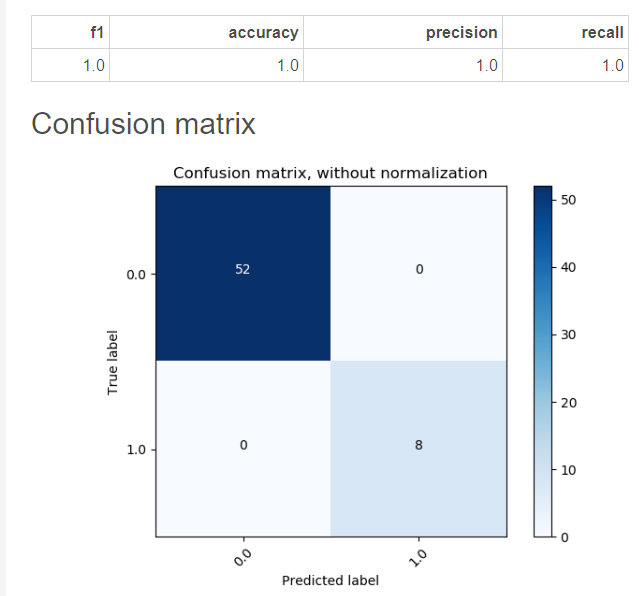 f1 accuracy precision recall
1.0 1.0 1.0 1.0
Confusion matrix
Confusion matrix, without normalization
52 0
0 8
0.0
1.0
True label
0.0 1.0
Predicted label
50
40
30
20
10
0